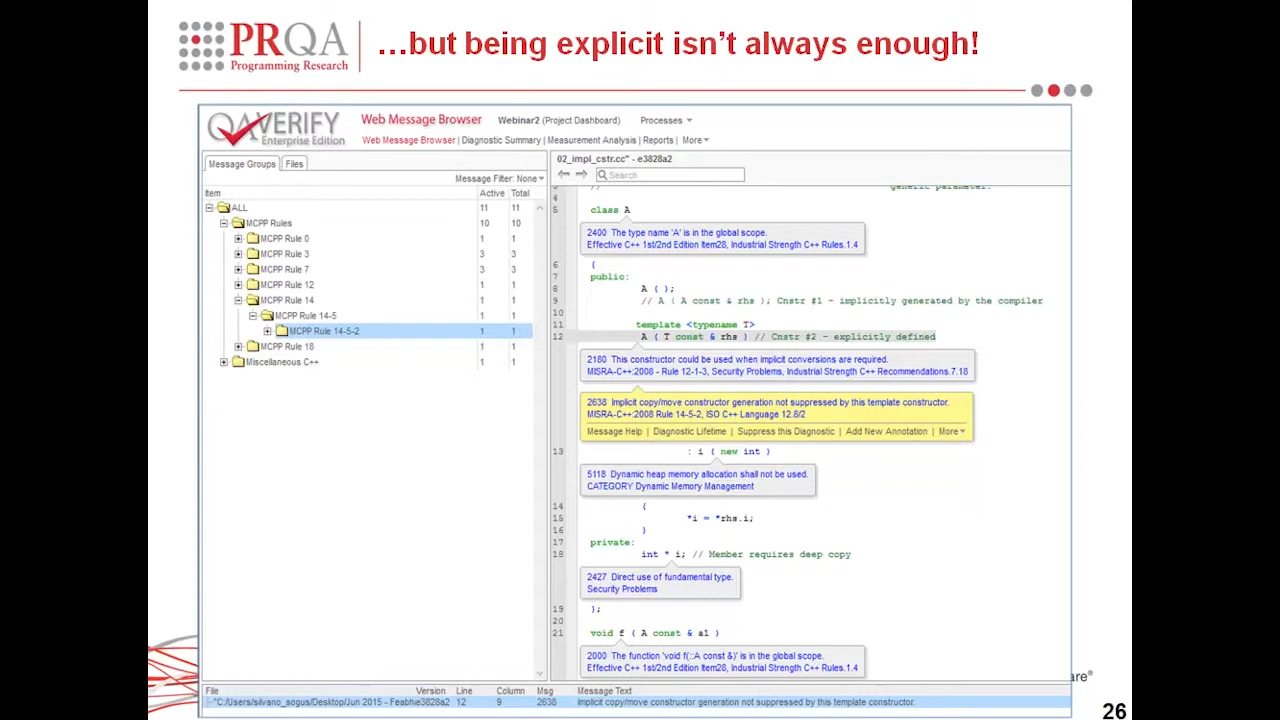 PRQA
Programming Research
...but being explicit isn't always enough!
QAVERIFY
Enterprise Edition
Web Message Browser Webinar2 (Project Dashboard) Processes
Web Message Browser | Diagnostic Summary | Measurement Analysis | Reports | More
Message Groups Files
Message Filter: None
Item Active Total
ALL 11 11
MCPP Rules 10 10
MCPP Rule 0 1 1
MCPP Rule 3 3 3
MCPP Rule 7 3 3
MCPP Rule 12 1 1
MCPP Rule 14 1 1
MCPP Rule 14-5 1 1
MCPP Rule 14-5-2 1 1
MCPP Rule 18 1 1
Miscellaneous C++ 1 1
02_impl_cstr.cc" - e3828a2
Search
3 // generic parameter.
4
5 class A
2400 The type name 'A' is in the global scope.
Effective C++ 1st/2nd Edition Item28, Industrial Strength C++ Rules.1.4
6 {
7 public:
8 A ( );
9 // A ( A const & rhs ); Cnstr #1 - implicitly generated by the compiler
10
11 template <typename T>
12 A ( T const & rhs ) // Cnstr #2 - explicitly defined
2180 This constructor could be used when implicit conversions are required.
MISRA-C++:2008 - Rule 12-1-3, Security Problems, Industrial Strength C++ Recommendations.7.18
2638 Implicit copy/move constructor generation not suppressed by this template constructor.
MISRA-C++:2008 Rule 14-5-2, ISO C++ Language 12.8/2
Message Help | Diagnostic Lifetime | Suppress this Diagnostic | Add New Annotation | More
13 : i ( new int )
5118 Dynamic heap memory allocation shall not be used.
CATEGORY Dynamic Memory Management
14 {
15 *i = *rhs.i;
16 }
17 private:
18 int * i; // Member requires deep copy
2427 Direct use of fundamental type.
Security Problems
19 };
20
21 void f ( A const & a1 )
2000 The function 'void f(::A const &)' is in the global scope.
Effective C++ 1st/2nd Edition Item28, Industrial Strength C++ Rules.1.4
are®
File Version Line Column Msg Message Text
"C:/Users/silvano_sogus/Desktop/Jun 2015 - Feabhie3828a2 12 9 2638 Implicit copy/move constructor generation not suppressed by this template constructor.
26